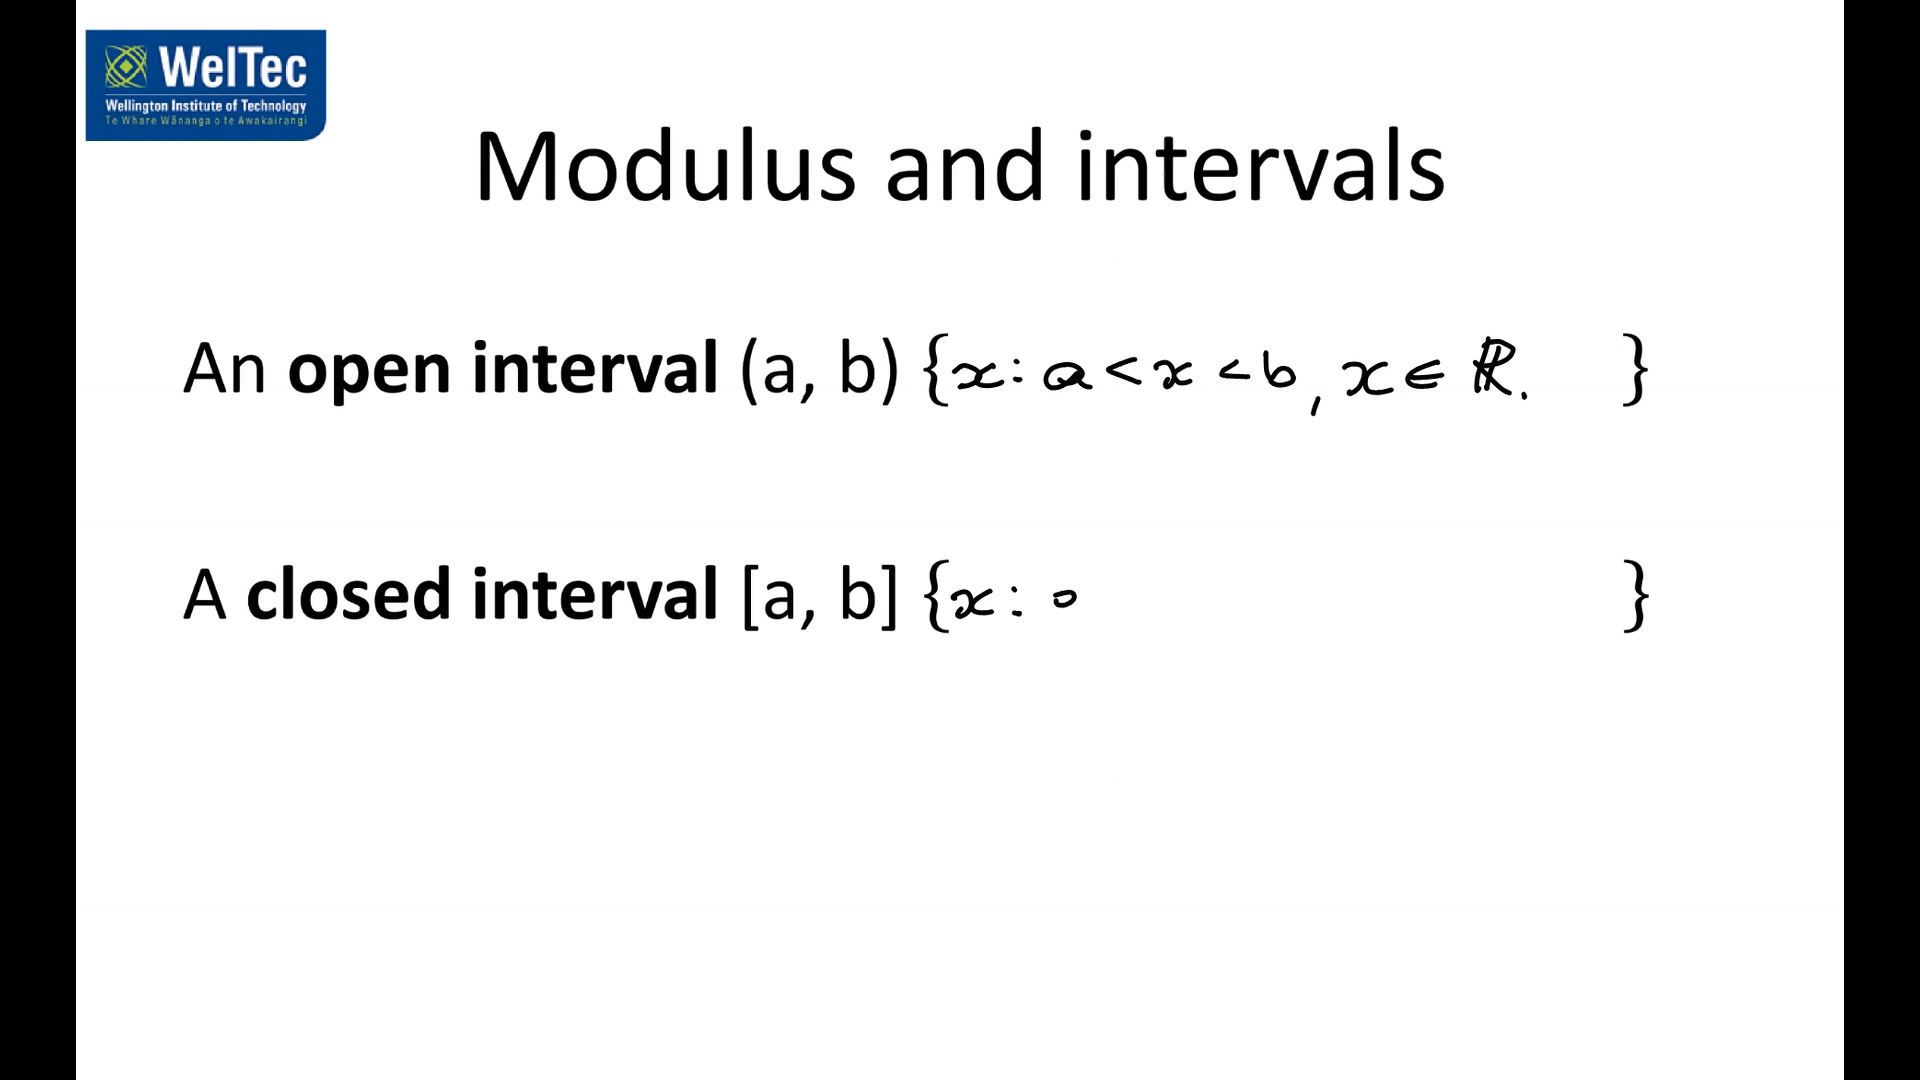 WelTec
Wellington Institute of Technology
Te Whare Wānanga o te Awakairangi
Modulus and intervals
An open interval (a, b) {x: a < x < b, x ∈ ℝ. }
A closed interval [a, b] {x: }